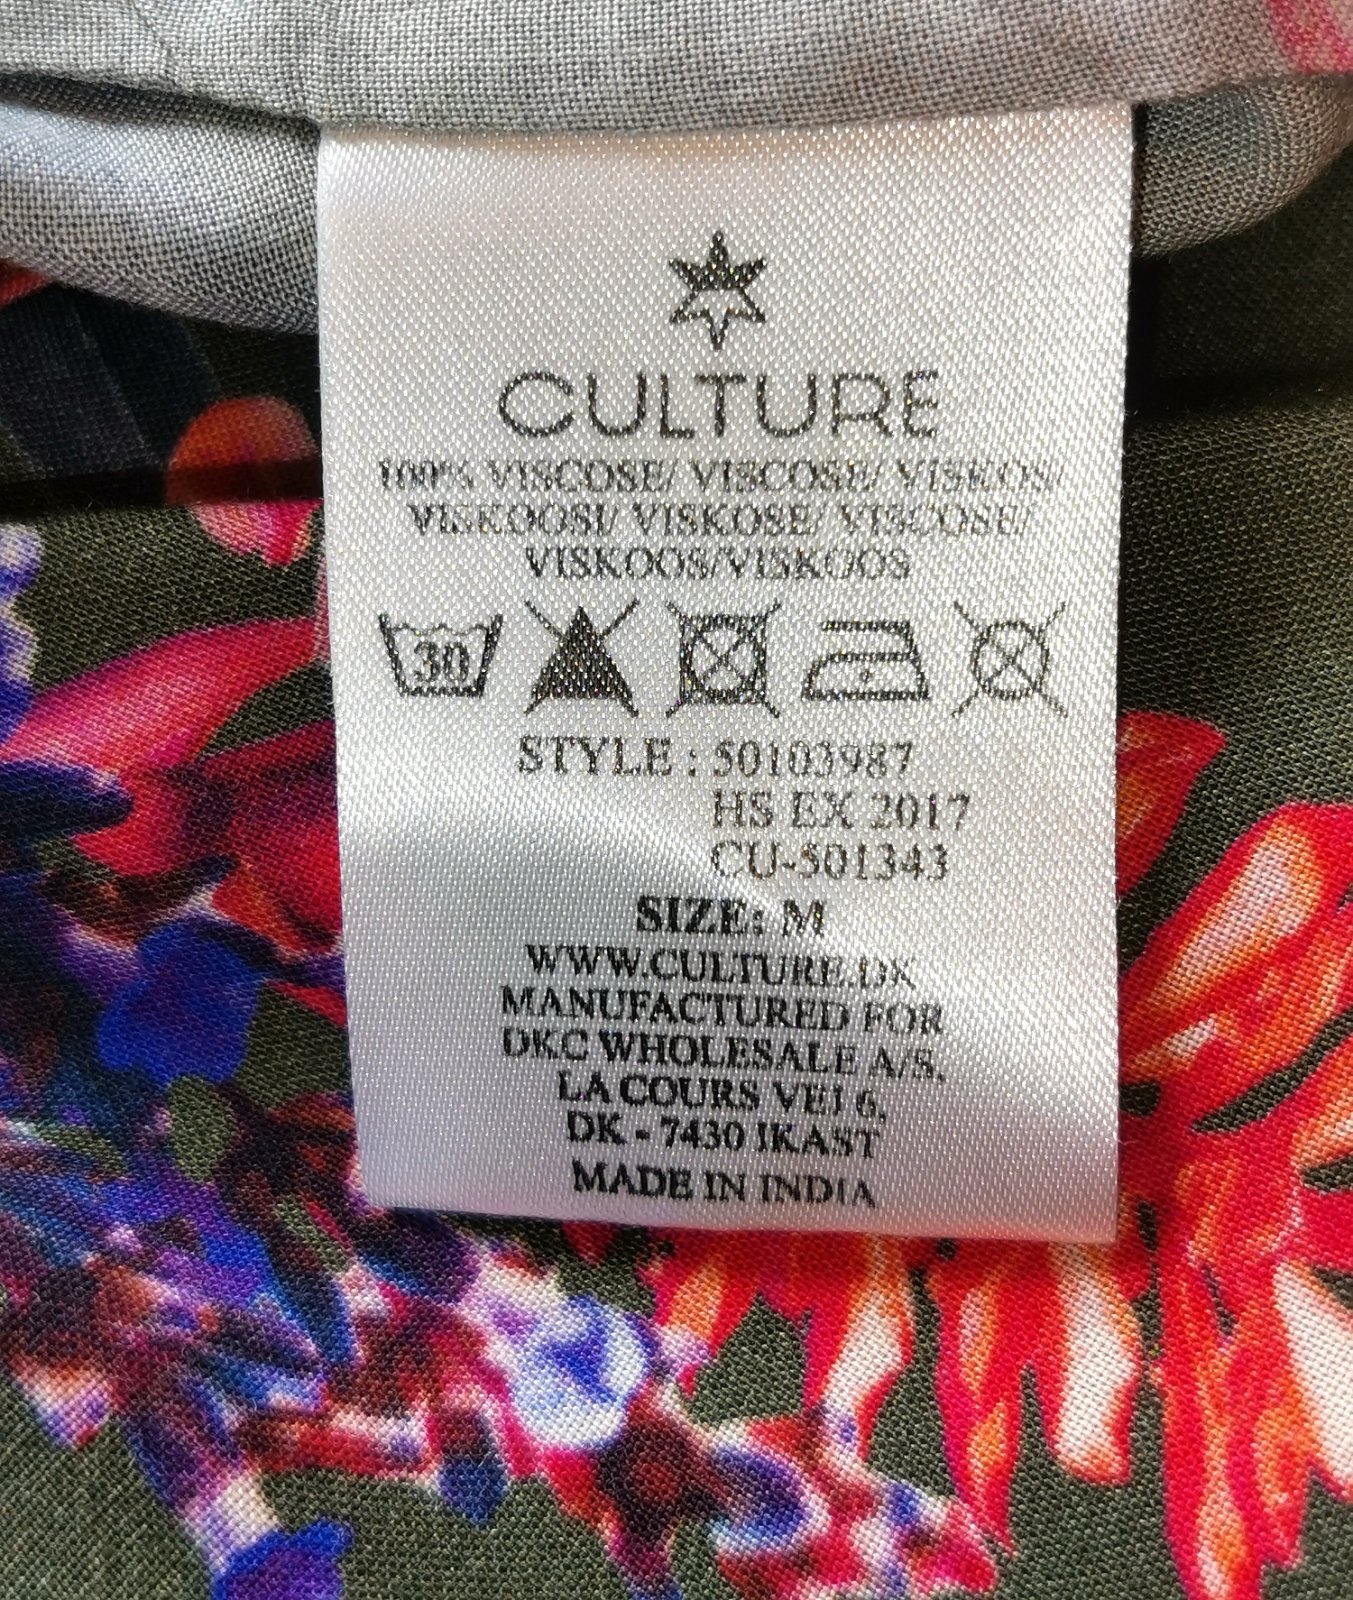 CULTURE
100% VISCOSE/ VISCOSE/ VISKOS/
VISKOOSI/ VISKOSE/ VISCOSE/
VISKOOS/VISKOOS
30
STYLE : 50103987
HS EX 2017
CU-501343
SIZE: M
WWW.CULTURE.DK
MANUFACTURED FOR
DKC WHOLESALE A/S,
LA COURS VEJ 6,
DK - 7430 IKAST
MADE IN INDIA